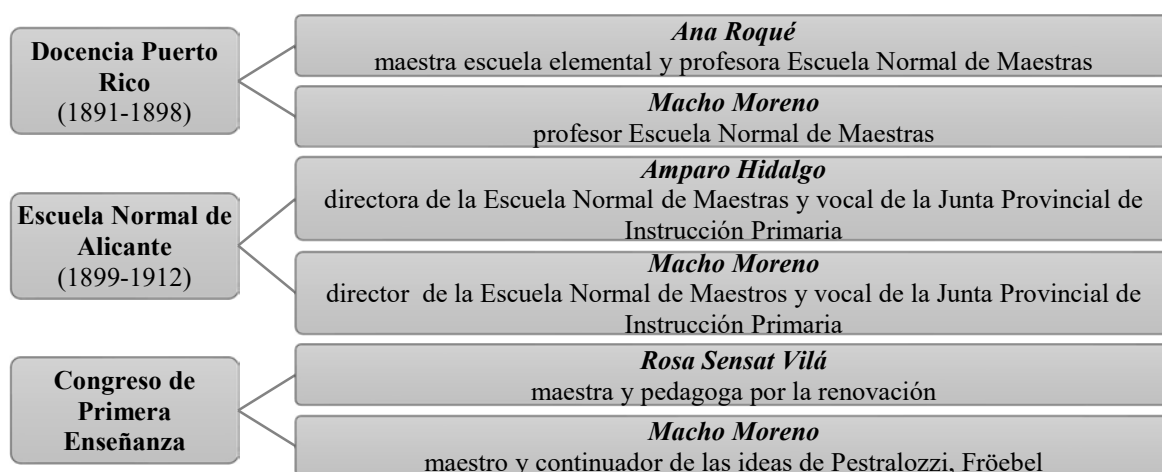 Docencia Puerto
Rico
(1891-1898)
Ana Roqué
maestra escuela elemental y profesora Escuela Normal de Maestras
Macho Moreno
profesor Escuela Normal de Maestras
Escuela Normal de
Alicante
(1899-1912)
Amparo Hidalgo
directora de la Escuela Normal de Maestras y vocal de la Junta Provincial de
Instrucción Primaria
Macho Moreno
director de la Escuela Normal de Maestros y vocal de la Junta Provincial de
Instrucción Primaria
Congreso de
Primera
Enseñanza
Rosa Sensat Vilá
maestra y pedagoga por la renovación
Macho Moreno
maestro y continuador de las ideas de Pestralozzi, Fröebel